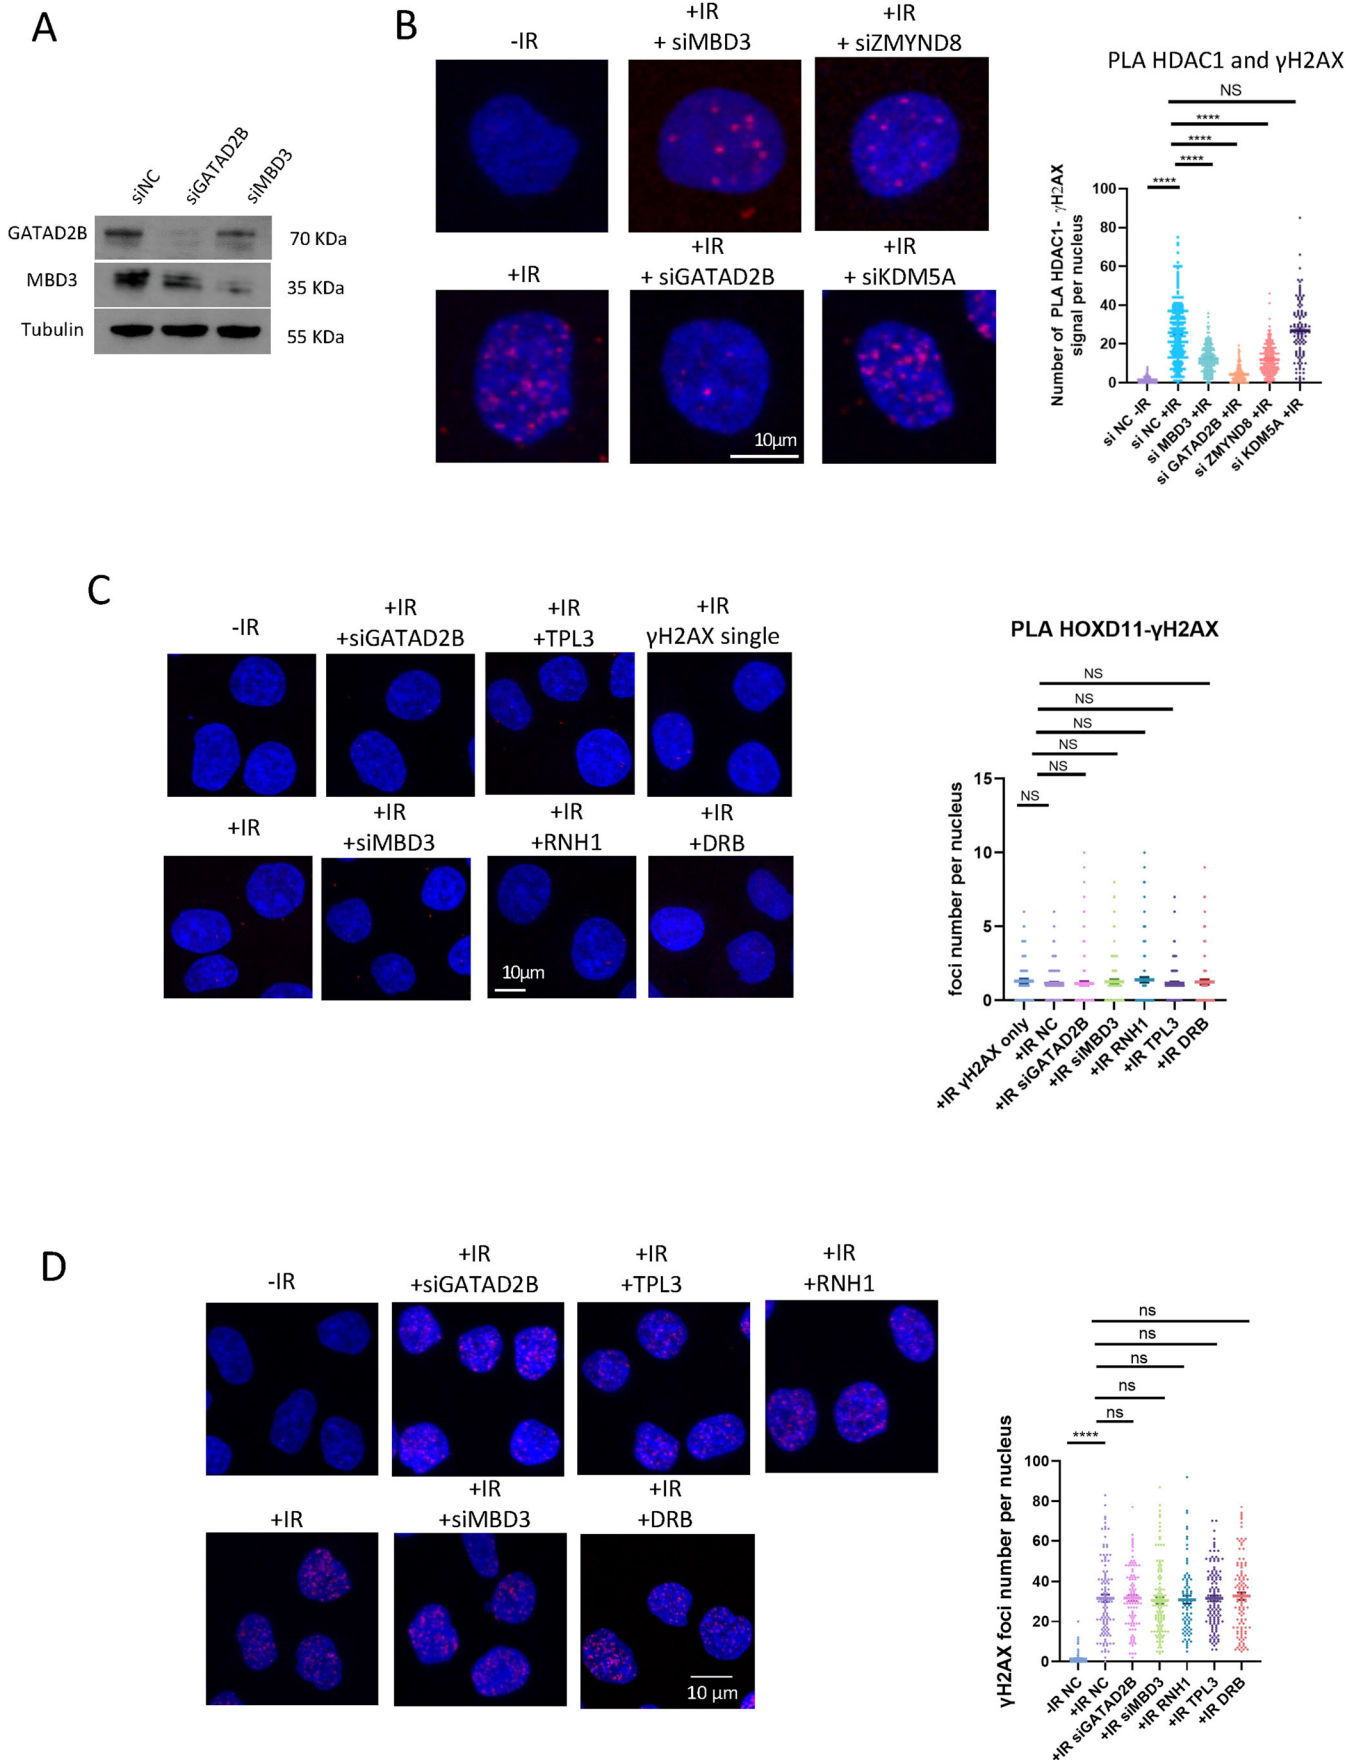 A
siNC
siGATAD2B
siMBD3
GATAD2B
70 KDa
MBD3
35 KDa
Tubulin
55 KDa
B
-IR
+IR
+ siMBD3
+IR
+ siZMYND8
+IR
+IR
+ siGATAD2B
+IR
+ siKDM5A
10μm
PLA HDAC1 and γH2AX
NS
****
****
****
****
Number of PLA HDAC1- γH2AX
signal per nucleus
100
80
60
40
20
0
si NC -IR
si NC +IR
si MBD3 +IR
si GATAD2B +IR
si ZMYND8 +IR
si KDM5A +IR
C
-IR
+IR
+siGATAD2B
+IR
+TPL3
+IR
γH2AX single
+IR
+IR
+siMBD3
+IR
+RNH1
+IR
+DRB
10μm
PLA HOXD11-γH2AX
NS
NS
NS
NS
NS
NS
foci number per nucleus
15
10
5
0
+IR γH2AX only
+IR NC
+IR siGATAD2B
+IR siMBD3
+IR RNH1
+IR TPL3
+IR DRB
D
-IR
+IR
+siGATAD2B
+IR
+TPL3
+IR
+RNH1
+IR
+IR
+siMBD3
+IR
+DRB
10 μm
ns
ns
ns
ns
ns
****
γH2AX foci number per nucleus
100
80
60
40
20
0
-IR NC
+IR NC
+IR siGATAD2B
+IR siMBD3
+IR RNH1
+IR TPL3
+IR DRB